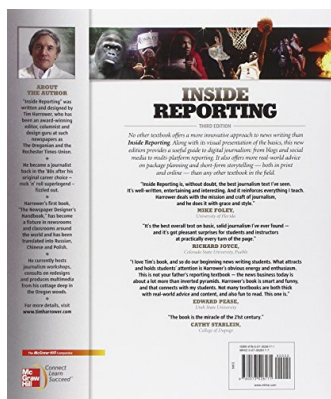 ABOUT
THE AUTHOR
"Inside Reporting" was
written and designed by
Tim Harrower, who has
been an award-winning
editor, columnist and
design guru at such
newspapers as
The Oregonian and the
Rochester Times-Union.
He became a journalist
back in the '80s after his
original career choice –
rock 'n' roll superlegend –
fizzled out.
Harrower's first book,
"The Newspaper Designer's
Handbook," has become
a fixture in newsrooms
and classrooms around
the world and has been
translated into Russian,
Chinese and Polish.
He currently hosts
journalism workshops,
consults on redesigns
and produces multimedia
from his cottage deep in
the Oregon woods.
For more details, visit
www.timharrower.com
The McGraw-Hill Companies
Mc
Graw
Hill
Connect
Learn
Succeed™
INSIDE
REPORTING
THIRD EDITION
No other textbook offers a more innovative approach to news writing than
Inside Reporting. Along with its visual presentation of the basics, this new
edition provides a useful guide to digital journalism: from blogs and social
media to multi-platform reporting. It also offers more real-world advice
on package planning and short-form storytelling — both in print
and online — than any other textbook in the field.
"Inside Reporting is, without doubt, the best journalism text I've seen.
It's well-written, entertaining and interesting. And it reinforces everything I teach.
Harrower deals with the mission and craft of journalism,
and he does it with grace and style."
MIKE FOLEY,
University of Florida
"It's the best overall text on basic, valid journalism I've ever found —
and it's got pleasant surprises for students and instructors
at practically every turn of the page."
RICHARD JOYCE,
Colorado State University-Pueblo
"I love Tim's book, and so do our beginning news writing students. What attracts
and holds students' attention is Harrower's obvious energy and enthusiasm.
This is not your father's reporting textbook — the news business today is
about a lot more than inverted pyramids. Harrower's book is smart and funny,
and that connects with my students. Not many textbooks are both thick
with real-world advice and content, and also fun to read. This one is."
EDWARD PEASE,
Utah State University
"The book is the miracle of the 21st century."
CATHY STABLEIN,
College of Dupage